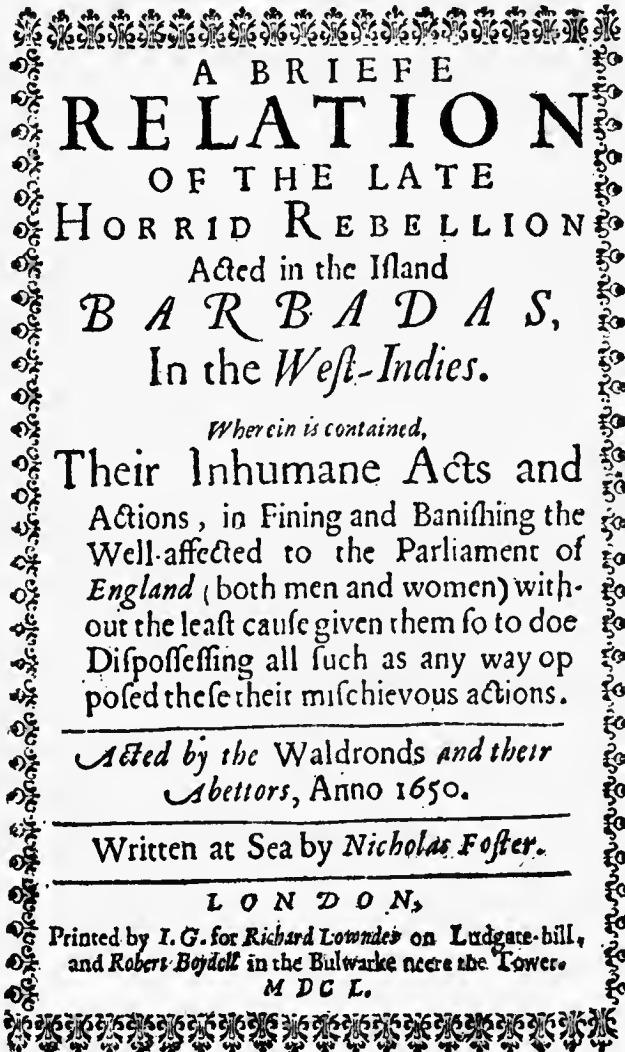 A BRIEFE
RELATION
OF THE LATE
HORRID REBELLION
Acted in the Iſland
BARBADAS,
In the Weſt-Indies.
Wherein is contained,
Their Inhumane Acts and
Actions, in Fining and Baniſhing the
Well-affected to the Parliament of
England (both men and women) with-
out the leaſt cauſe given them ſo to doe
Diſpoſſeſſing all ſuch as any way op
poſed theſe their miſchievous actions.
Acted by the Waldronds and their
Abettors, Anno 1650.
Written at Sea by Nicholas Foſter.
LONDON,
Printed by I. G. for Richard Lowndes on Ludgate-hill,
and Robert Boydell in the Bulwarke neere the Tower.
MDCL.